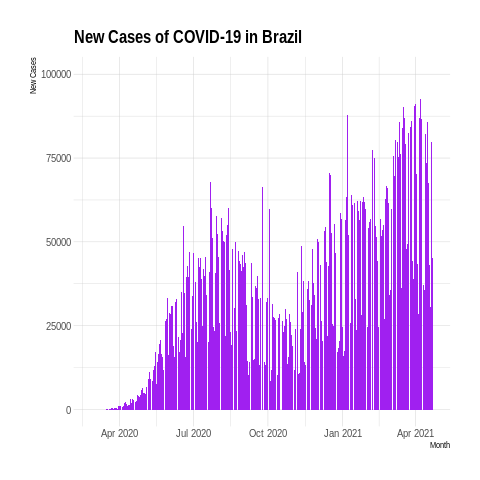 New Cases of COVID-19 in Brazil
New Cases
100000
75000
50000
25000
0
Apr 2020 Jul 2020 Oct 2020 Jan 2021 Apr 2021
Month